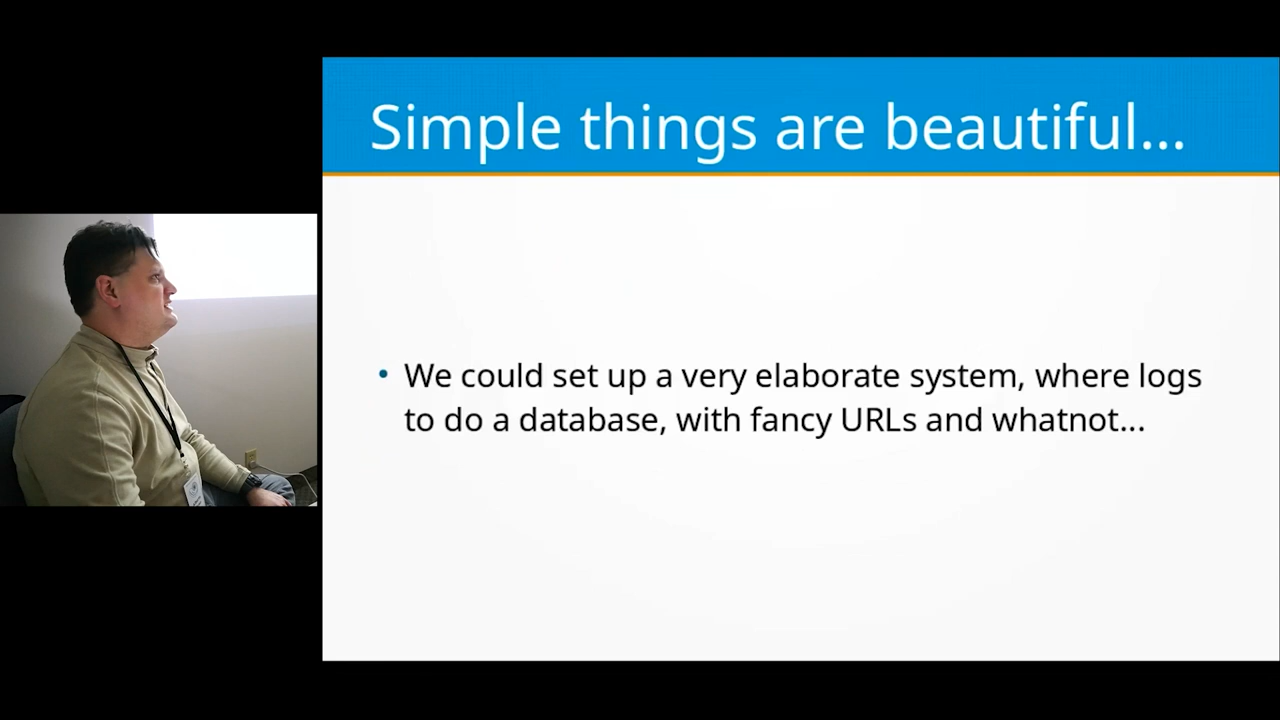 Simple things are beautiful...
• We could set up a very elaborate system, where logs
to do a database, with fancy URLs and whatnot...